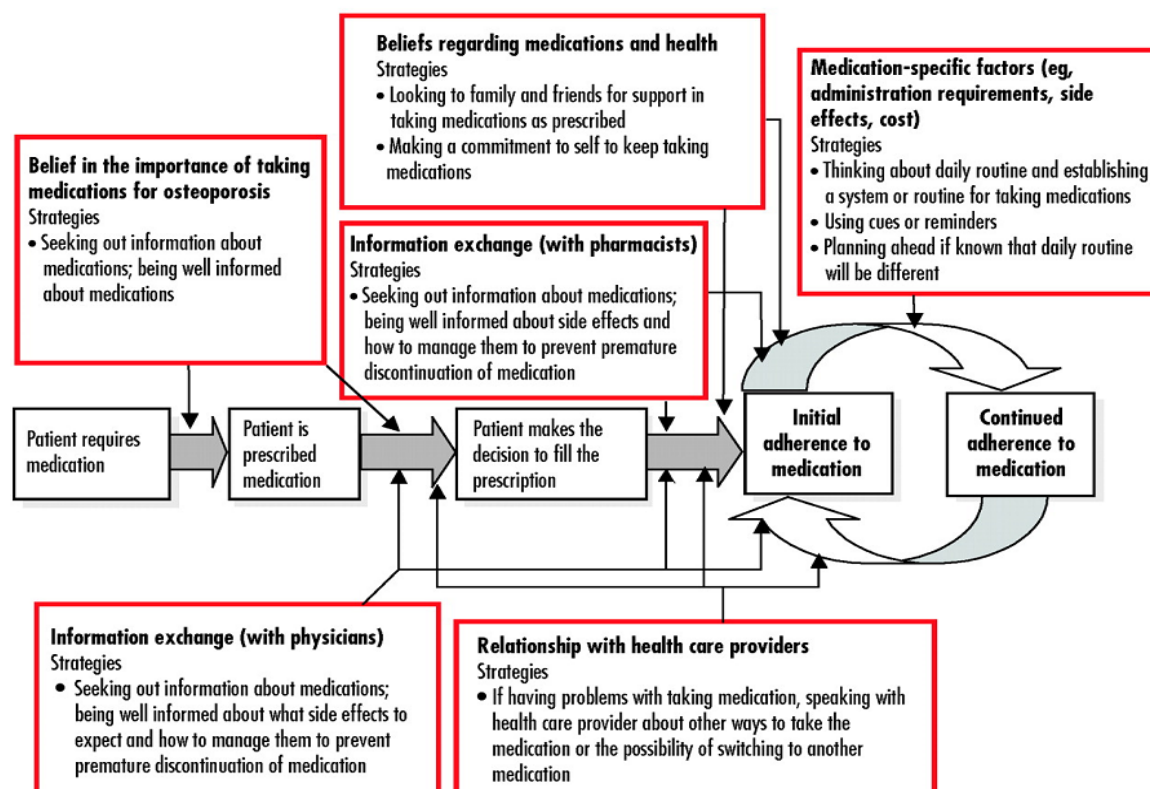 Beliefs regarding medications and health
Strategies
• Looking to family and friends for support in
taking medications as prescribed
• Making a commitment to self to keep taking
medications
Medication-specific factors (eg,
administration requirements, side
effects, cost)
Strategies
• Thinking about daily routine and establishing
a system or routine for taking medications
• Using cues or reminders
• Planning ahead if known that daily routine
will be different
Belief in the importance of taking
medications for osteoporosis
Strategies
• Seeking out information about
medications; being well informed
about medications
Information exchange (with pharmacists)
Strategies
• Seeking out information about medications;
being well informed about side effects and
how to manage them to prevent premature
discontinuation of medication
Patient requires
medication
Patient is
prescribed
medication
Patient makes the
decision to fill the
prescription
Initial
adherence to
medication
Continued
adherence to
medication
Information exchange (with physicians)
Strategies
• Seeking out information about medications;
being well informed about what side effects to
expect and how to manage them to prevent
premature discontinuation of medication
Relationship with health care providers
Strategies
• If having problems with taking medication, speaking with
health care provider about other ways to take the
medication or the possibility of switching to another
medication